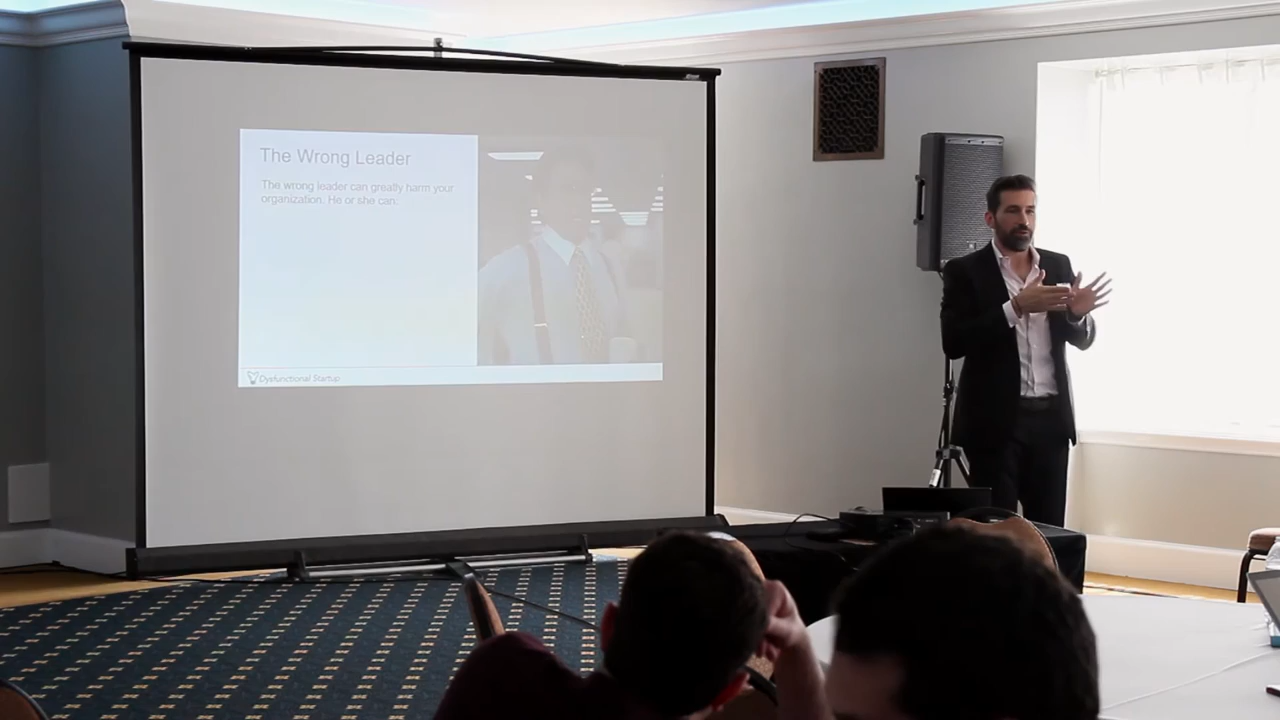 The Wrong Leader
The wrong leader can greatly harm your
organization. He or she can:
Dysfunctional Startup